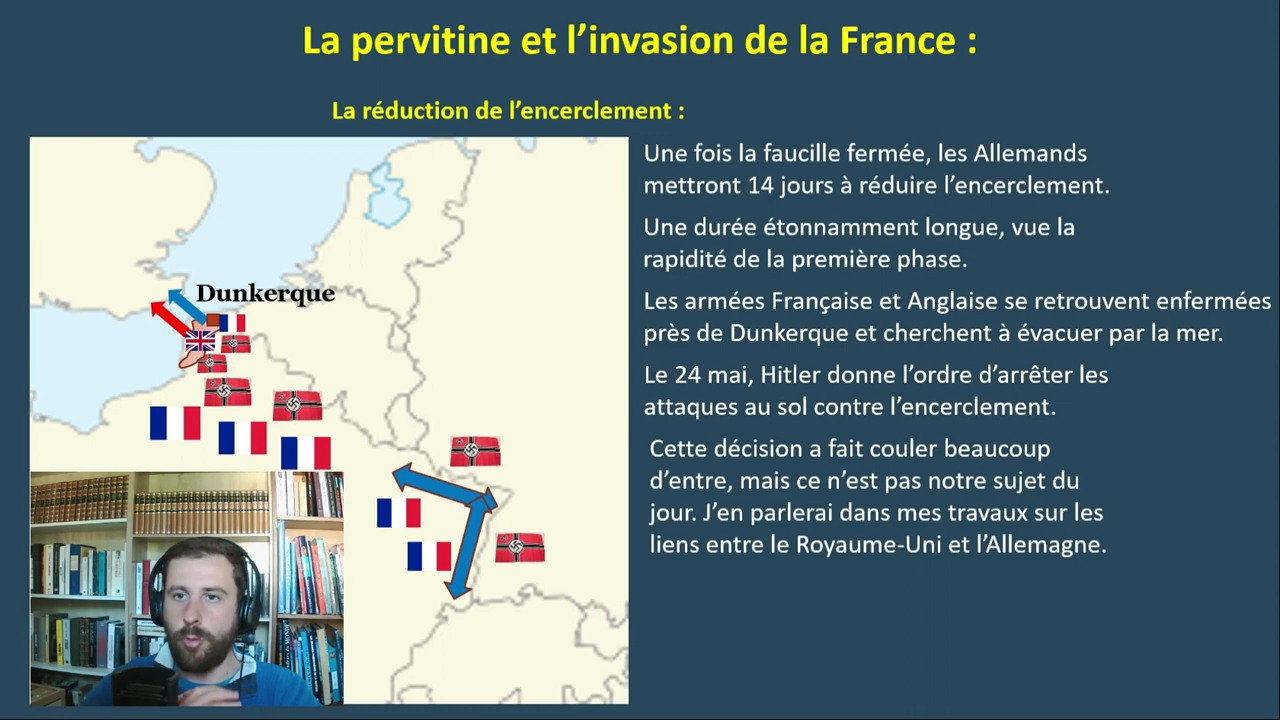 La pervitine et l’invasion de la France :
La réduction de l’encerclement :
Dunkerque
Une fois la faucille fermée, les Allemands
mettront 14 jours à réduire l’encerclement.
Une durée étonnamment longue, vue la
rapidité de la première phase.
Les armées Française et Anglaise se retrouvent enfermées
près de Dunkerque et cherchent à évacuer par la mer.
Le 24 mai, Hitler donne l’ordre d’arrêter les
attaques au sol contre l’encerclement.
Cette décision a fait couler beaucoup
d’entre, mais ce n’est pas notre sujet du
jour. J’en parlerai dans mes travaux sur les
liens entre le Royaume-Uni et l’Allemagne.